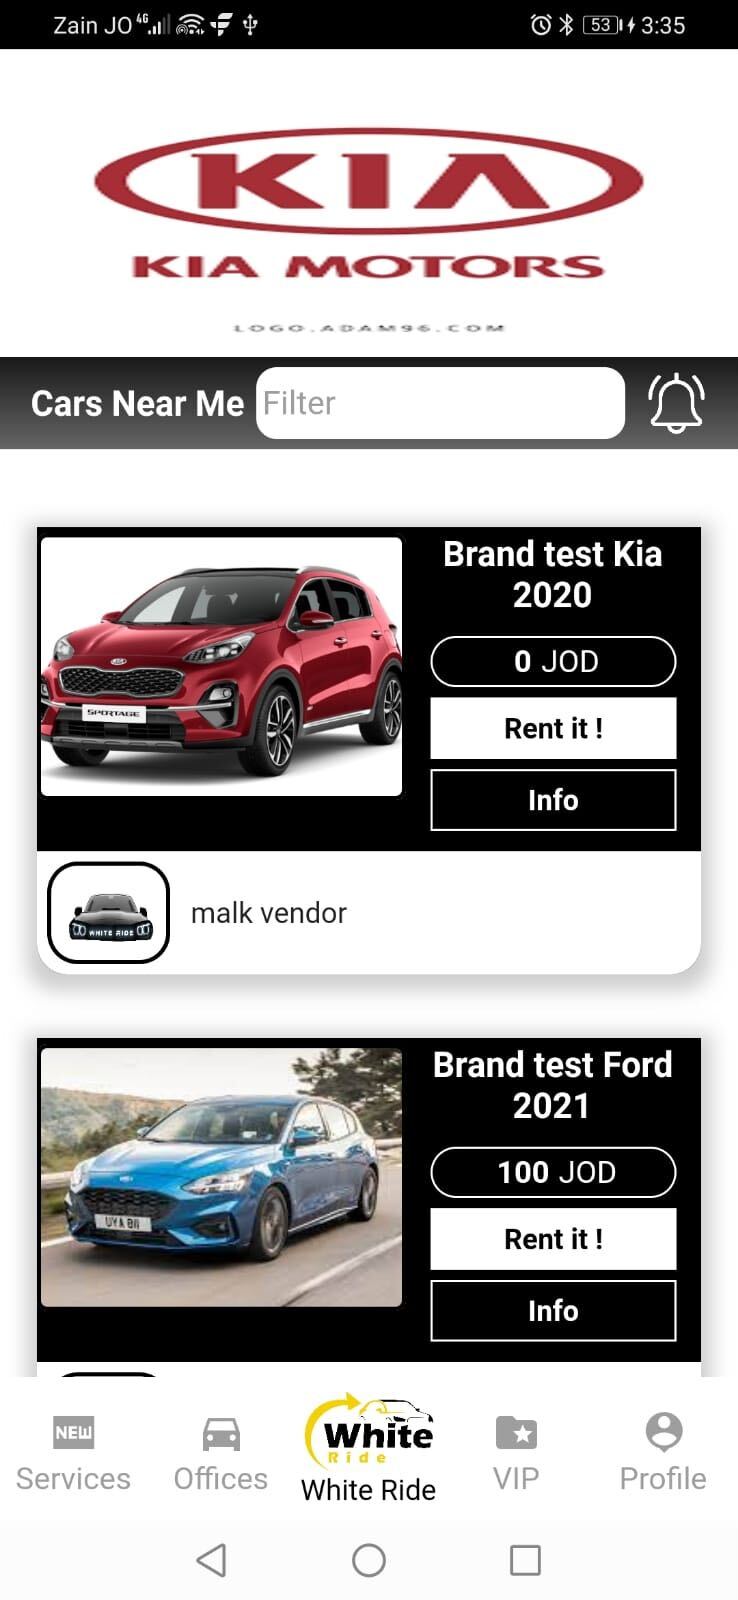 Zain JO 4G 53 3:35
KIA
KIA MOTORS
LOGO.ADAM96.COM
Cars Near Me Filter
Brand test Kia
2020
0 JOD
Rent it !
Info
SPORTAGE
WHITE RIDE
malk vendor
Brand test Ford
2021
100 JOD
Rent it !
Info
NEW
White
Ride
Services Offices White Ride VIP Profile